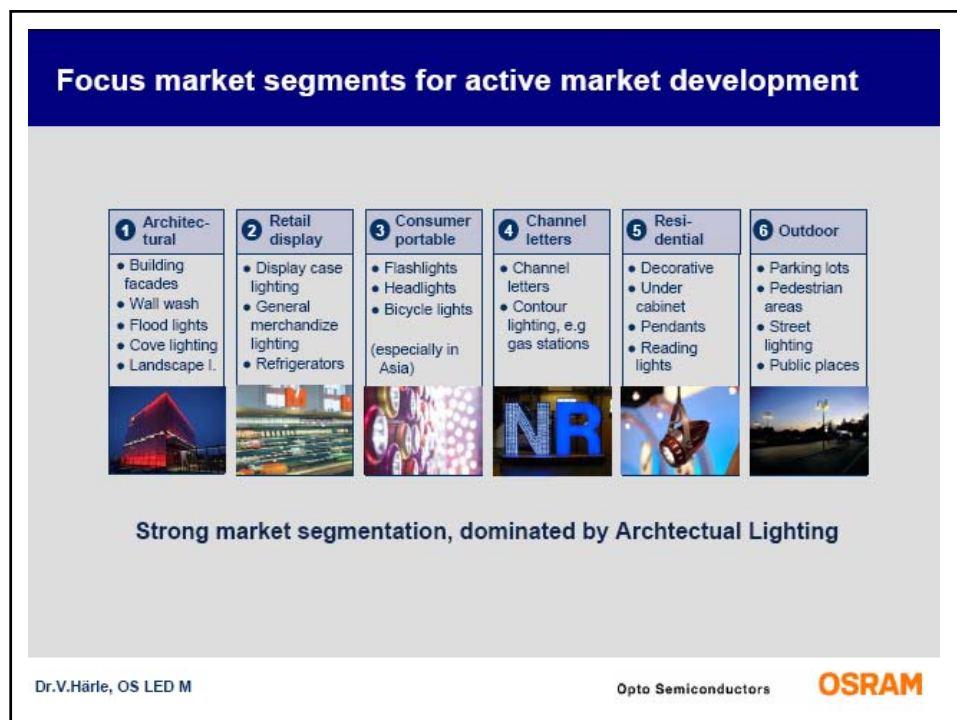 Focus market segments for active market development
1 Architec-
tural
● Building
facades
● Wall wash
● Flood lights
● Cove lighting
● Landscape l.
2 Retail
display
● Display case
lighting
● General
merchandize
lighting
● Refrigerators
3 Consumer
portable
● Flashlights
● Headlights
● Bicycle lights
(especially in
Asia)
4 Channel
letters
● Channel
letters
● Contour
lighting, e.g
gas stations
NR
5 Resi-
dential
● Decorative
● Under
cabinet
● Pendants
● Reading
lights
6 Outdoor
● Parking lots
● Pedestrian
areas
● Street
lighting
● Public places
Strong market segmentation, dominated by Archtectual Lighting
Dr.V.Härle, OS LED M
Opto Semiconductors
OSRAM